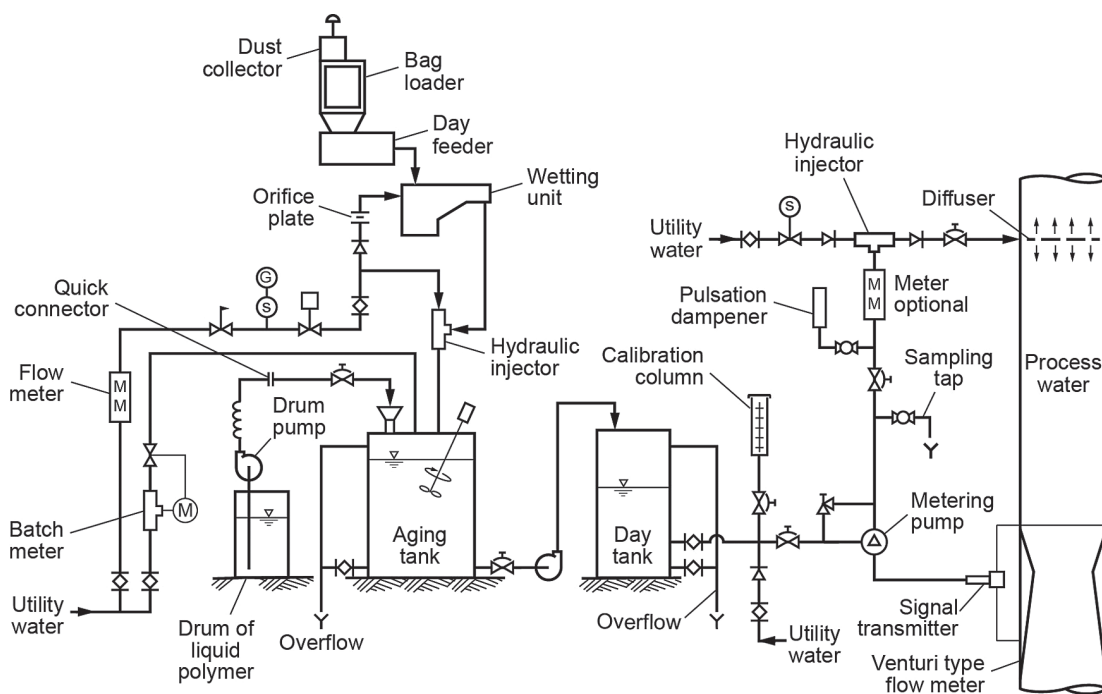 Dust
collector
Bag
loader
Day
feeder
Hydraulic
injector
Orifice
plate
Wetting
unit
Diffuser
S
Utility
water
Quick
connector
G
S
Pulsation
dampener
M
M
Meter
optional
Hydraulic
injector
Calibration
column
Sampling
tap
Process
water
Flow
meter
M
M
Drum
pump
Batch
meter
M
Aging
tank
Day
tank
Metering
pump
Utility
water
Drum of
liquid
polymer
Overflow
Overflow
Utility
water
Signal
transmitter
Venturi type
flow meter